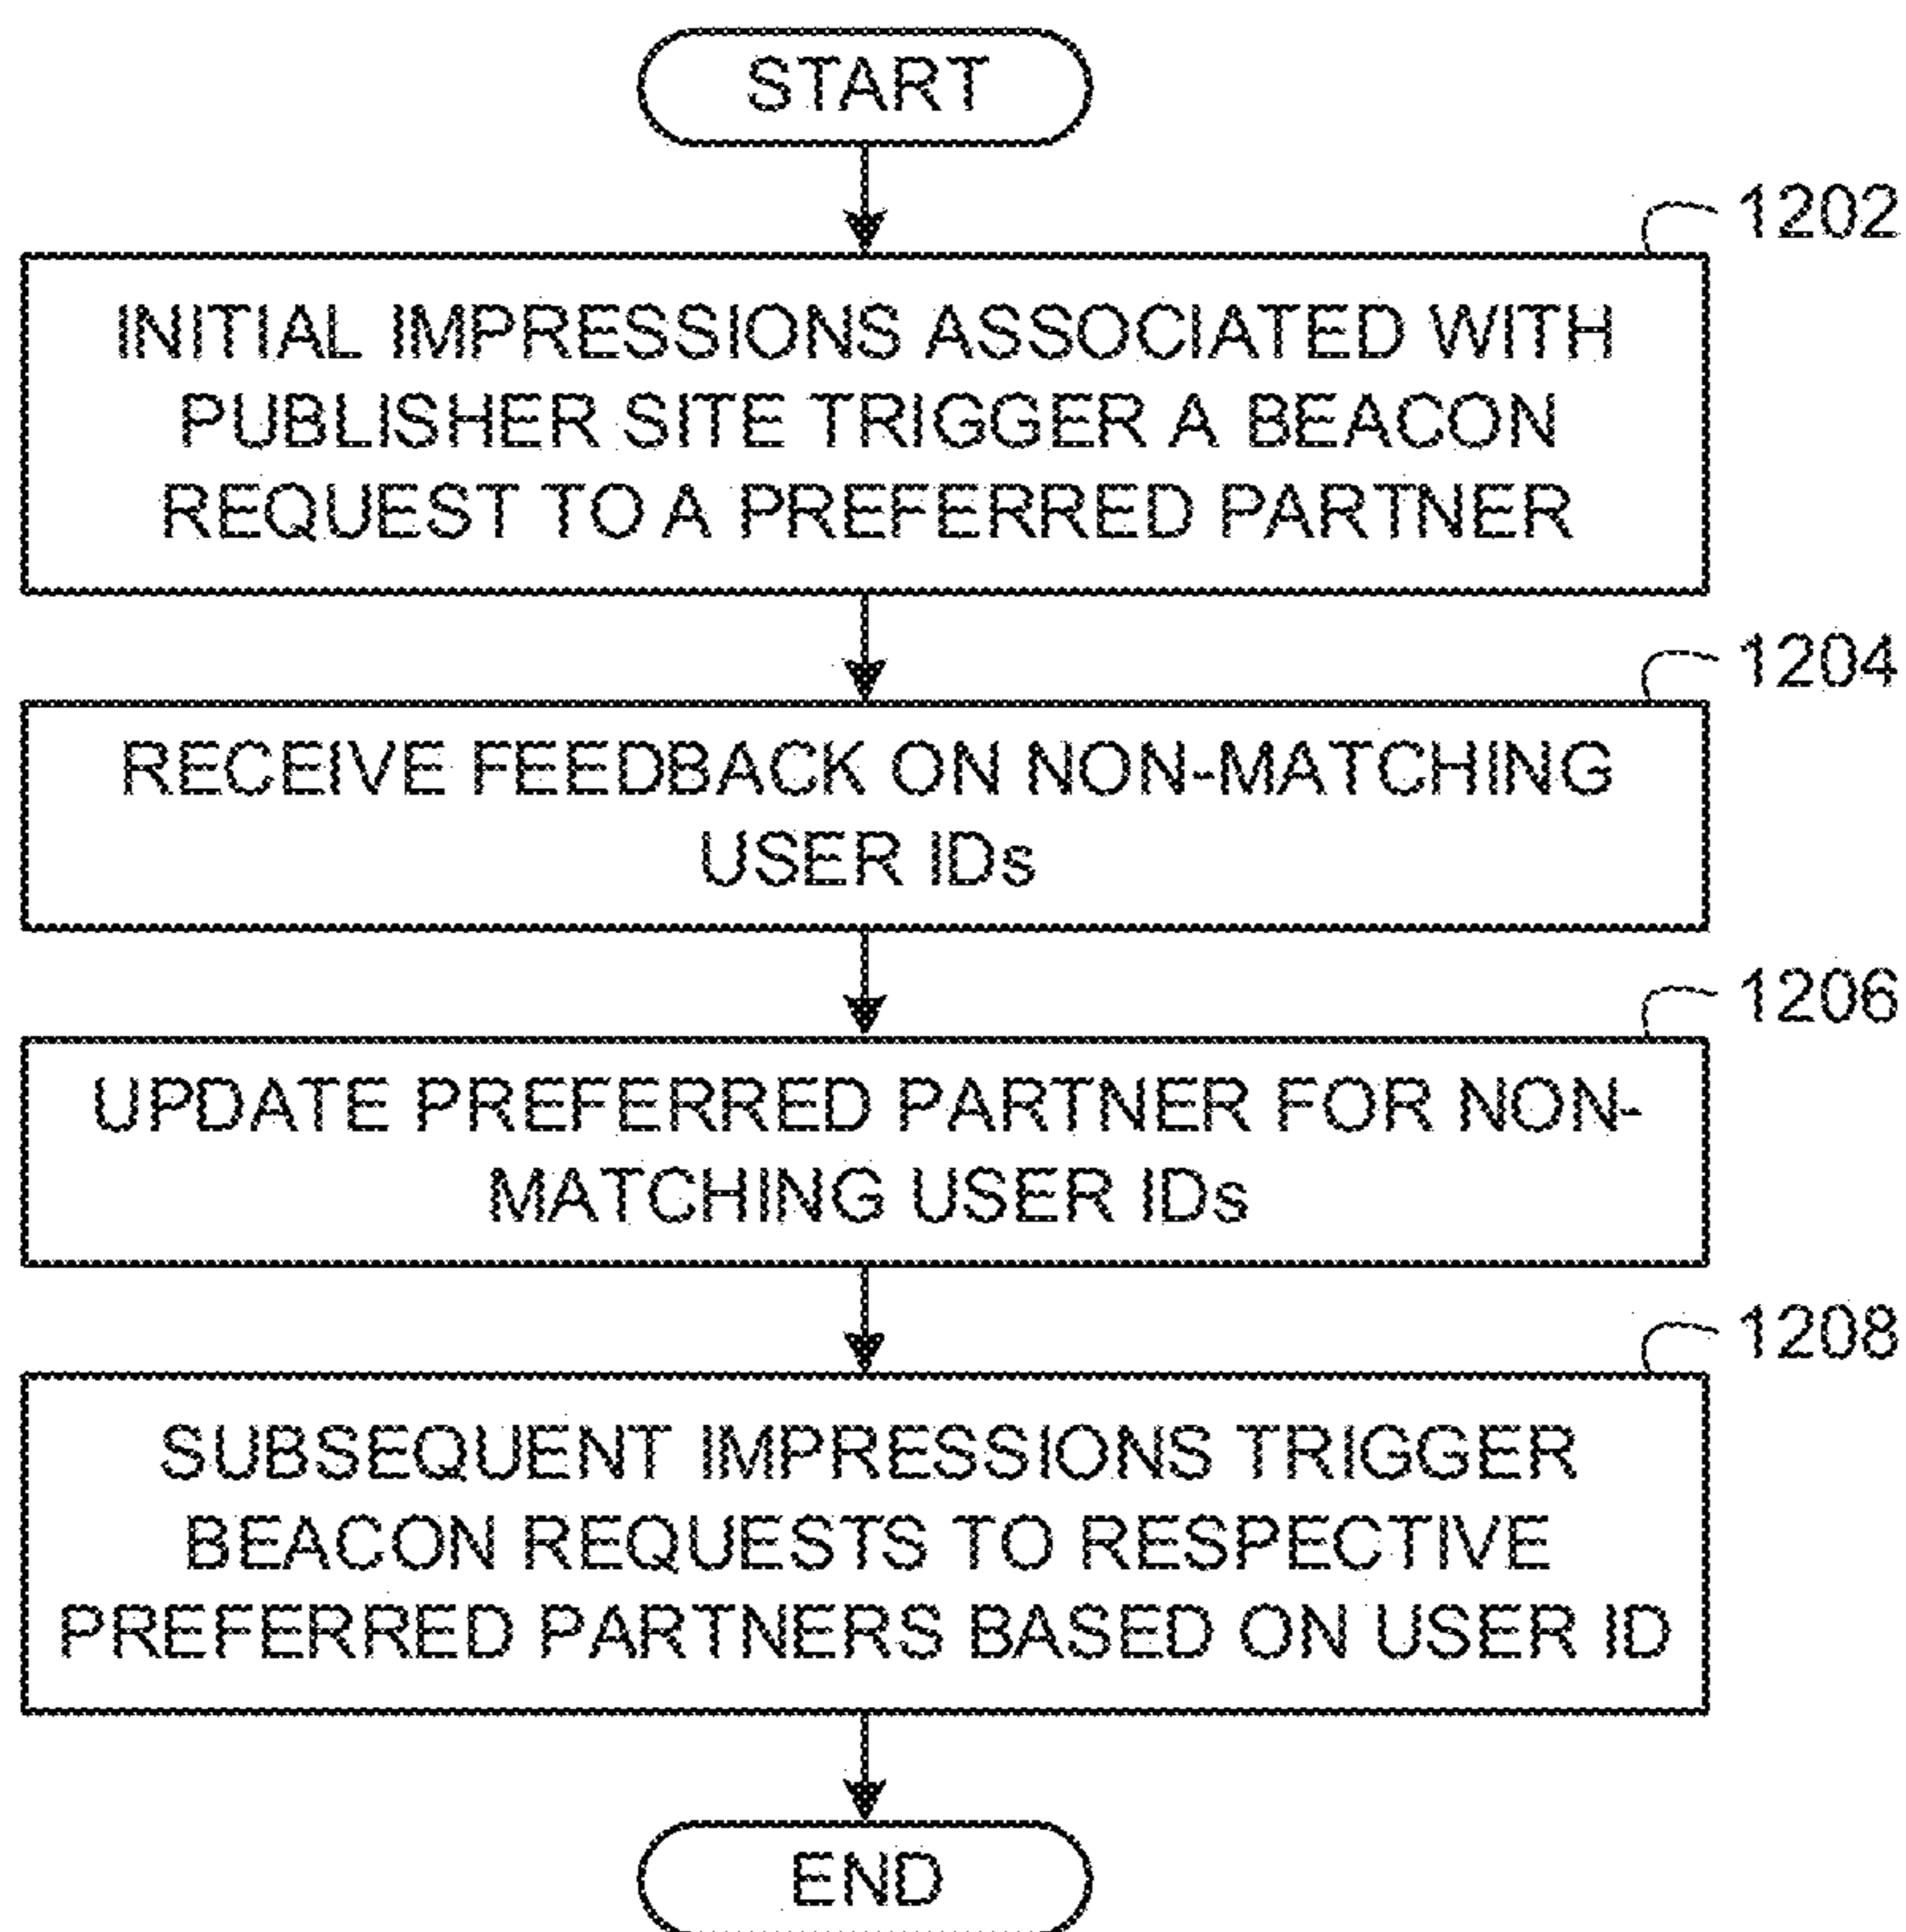 START
1202
INITIAL IMPRESSIONS ASSOCIATED WITH
PUBLISHER SITE TRIGGER A BEACON
REQUEST TO A PREFERRED PARTNER
1204
RECEIVE FEEDBACK ON NON-MATCHING
USER IDs
1206
UPDATE PREFERRED PARTNER FOR NON-
MATCHING USER IDs
1208
SUBSEQUENT IMPRESSIONS TRIGGER
BEACON REQUESTS TO RESPECTIVE
PREFERRED PARTNERS BASED ON USER ID
END